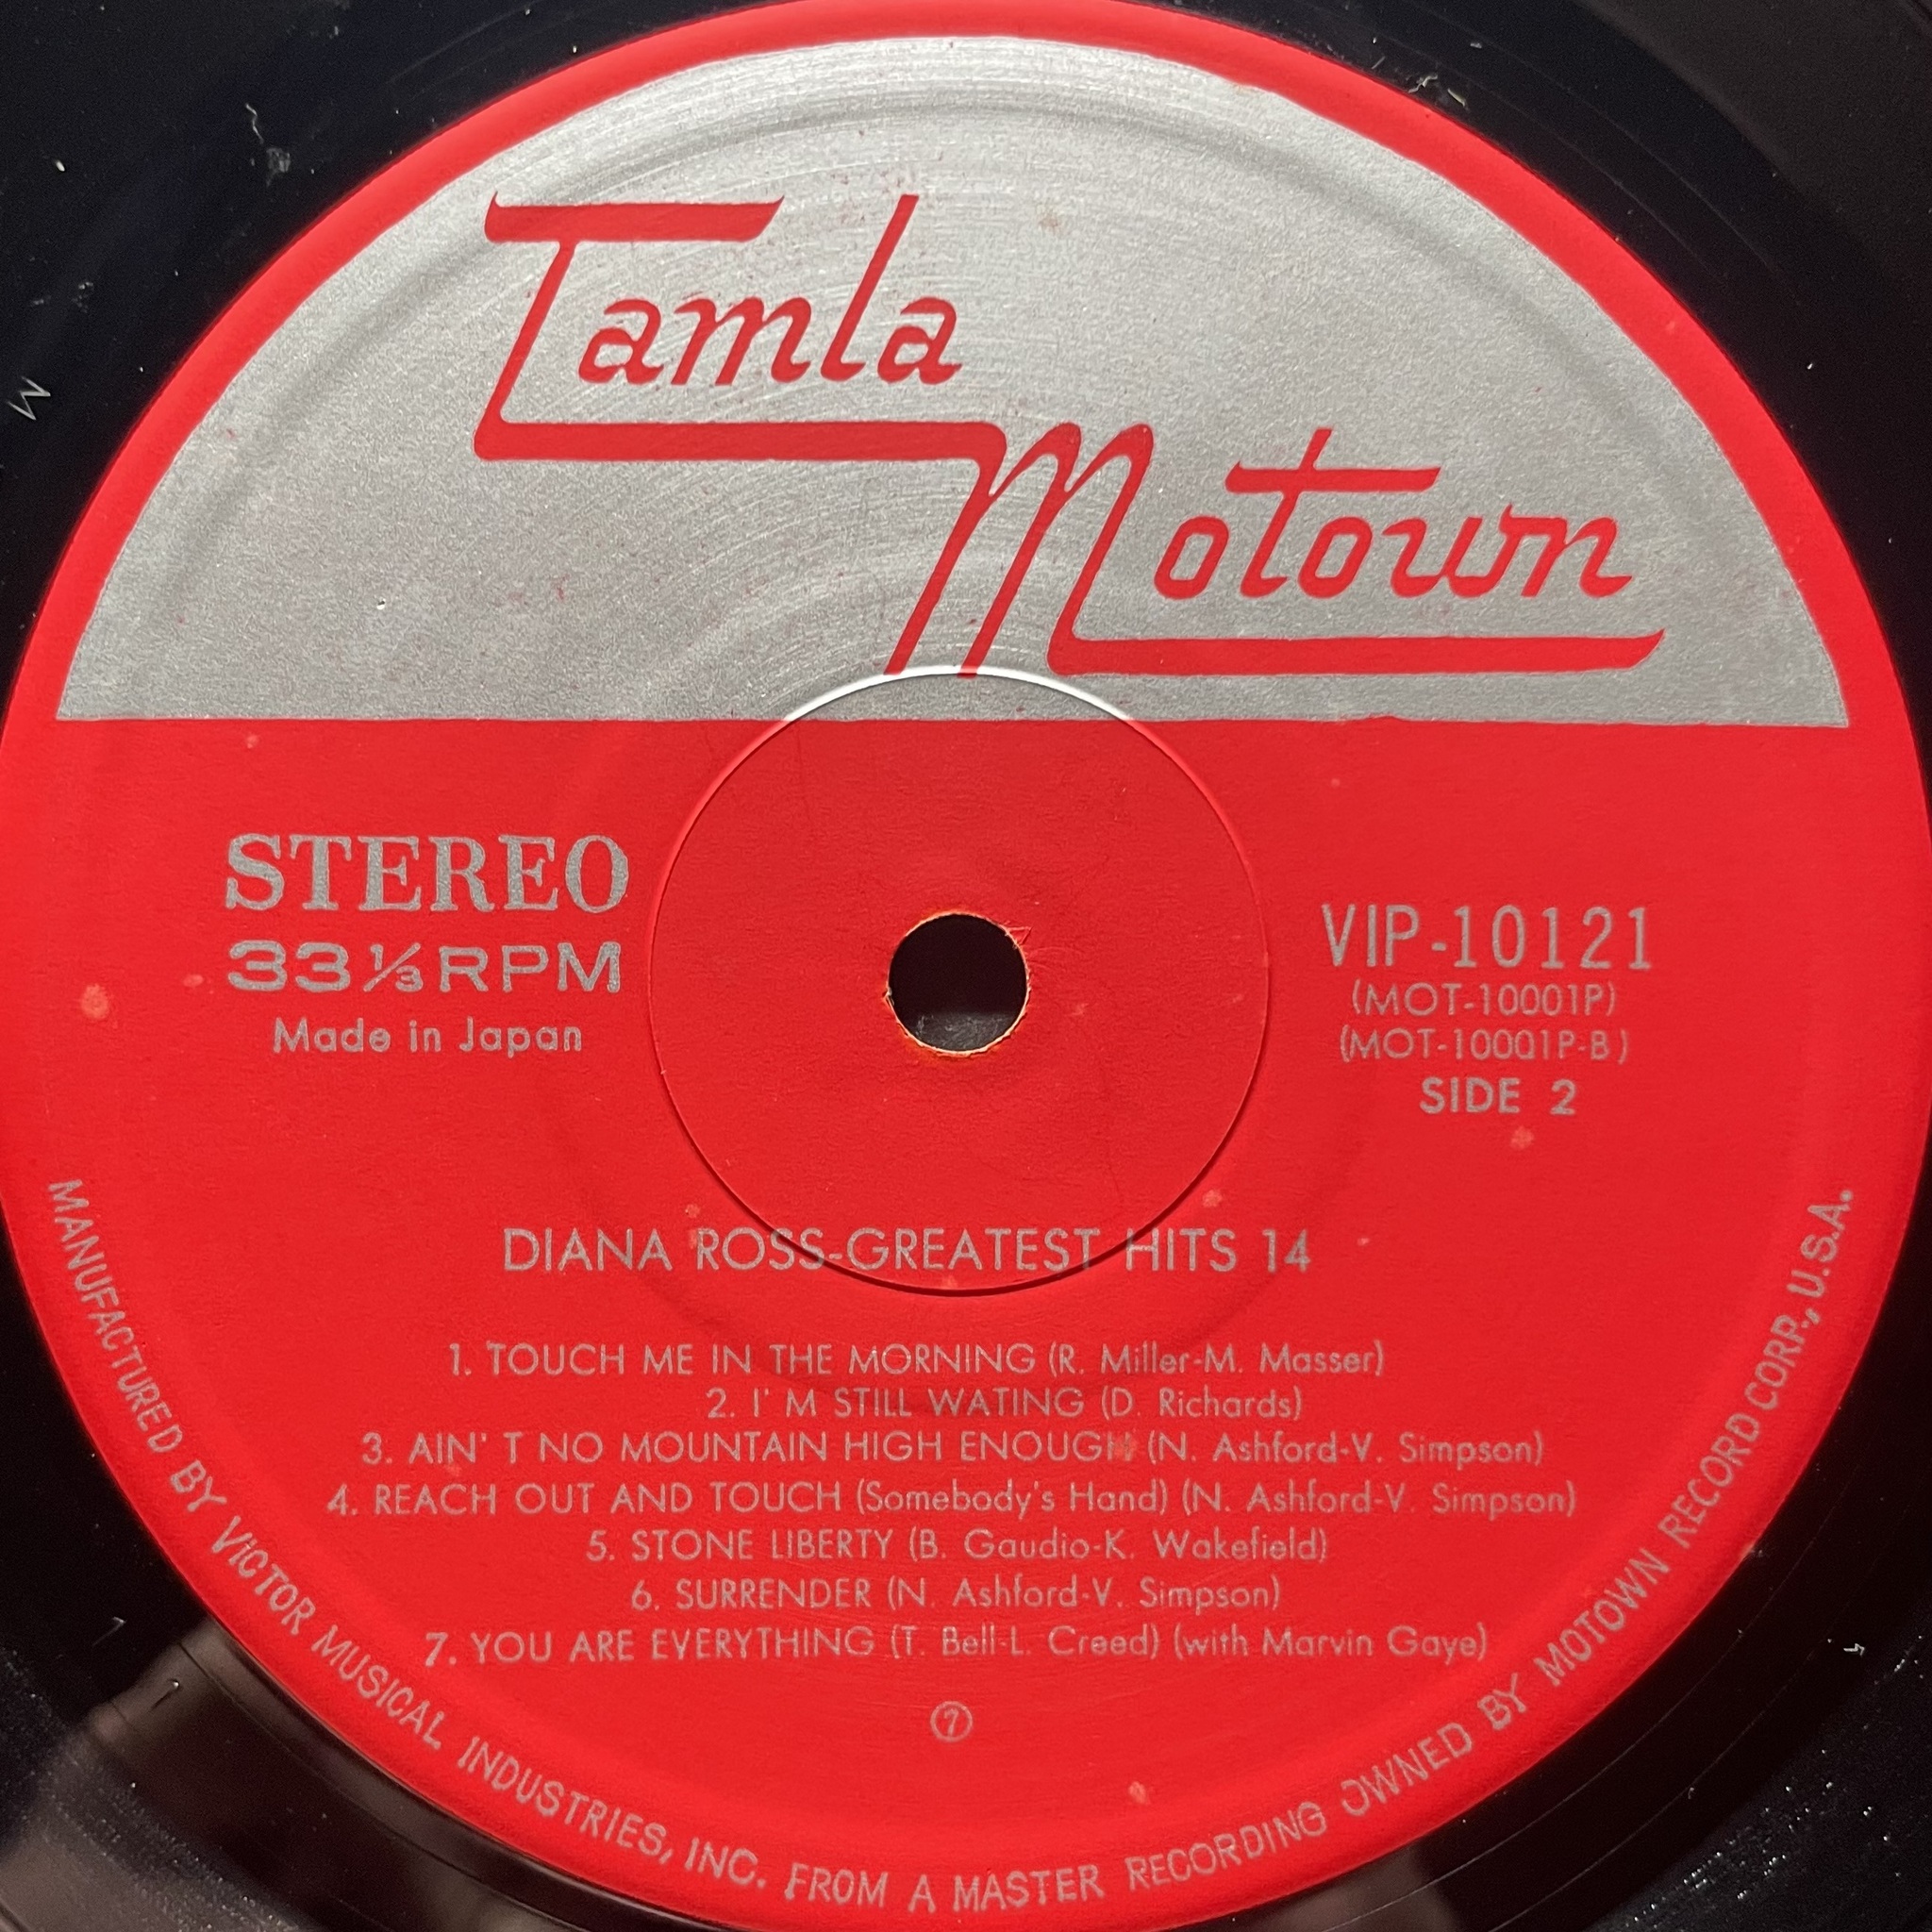 Tamla
Motown
STEREO
33⅓RPM
Made in Japan
VIP-10121
(MOT-10001P)
(MOT-10001P-B)
SIDE 2
DIANA ROSS-GREATEST HITS 14
1. TOUCH ME IN THE MORNING (R. Miller-M. Masser)
2. I' M STILL WATING (D. Richards)
3. AIN' T NO MOUNTAIN HIGH ENOUGH (N. Ashford-V. Simpson)
4. REACH OUT AND TOUCH (Somebody's Hand) (N. Ashford-V. Simpson)
5. STONE LIBERTY (B. Gaudio-K. Wakefield)
6. SURRENDER (N. Ashford-V. Simpson)
7. YOU ARE EVERYTHING (T. Bell-L. Creed) (with Marvin Gaye)
⑦
MANUFACTURED BY VICTOR MUSICAL INDUSTRIES, INC. FROM A MASTER RECORDING OWNED BY MOTOWN RECORD CORP., U.S.A.